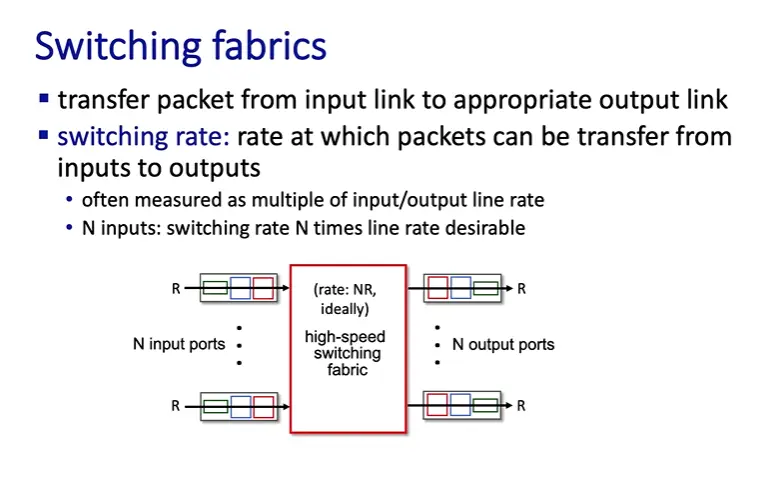 Switching fabrics
▪ transfer packet from input link to appropriate output link
▪ switching rate: rate at which packets can be transfer from
inputs to outputs
• often measured as multiple of input/output line rate
• N inputs: switching rate N times line rate desirable
R
(rate: NR,
ideally)
R
N input ports
high-speed
switching
fabric
N output ports
R
R